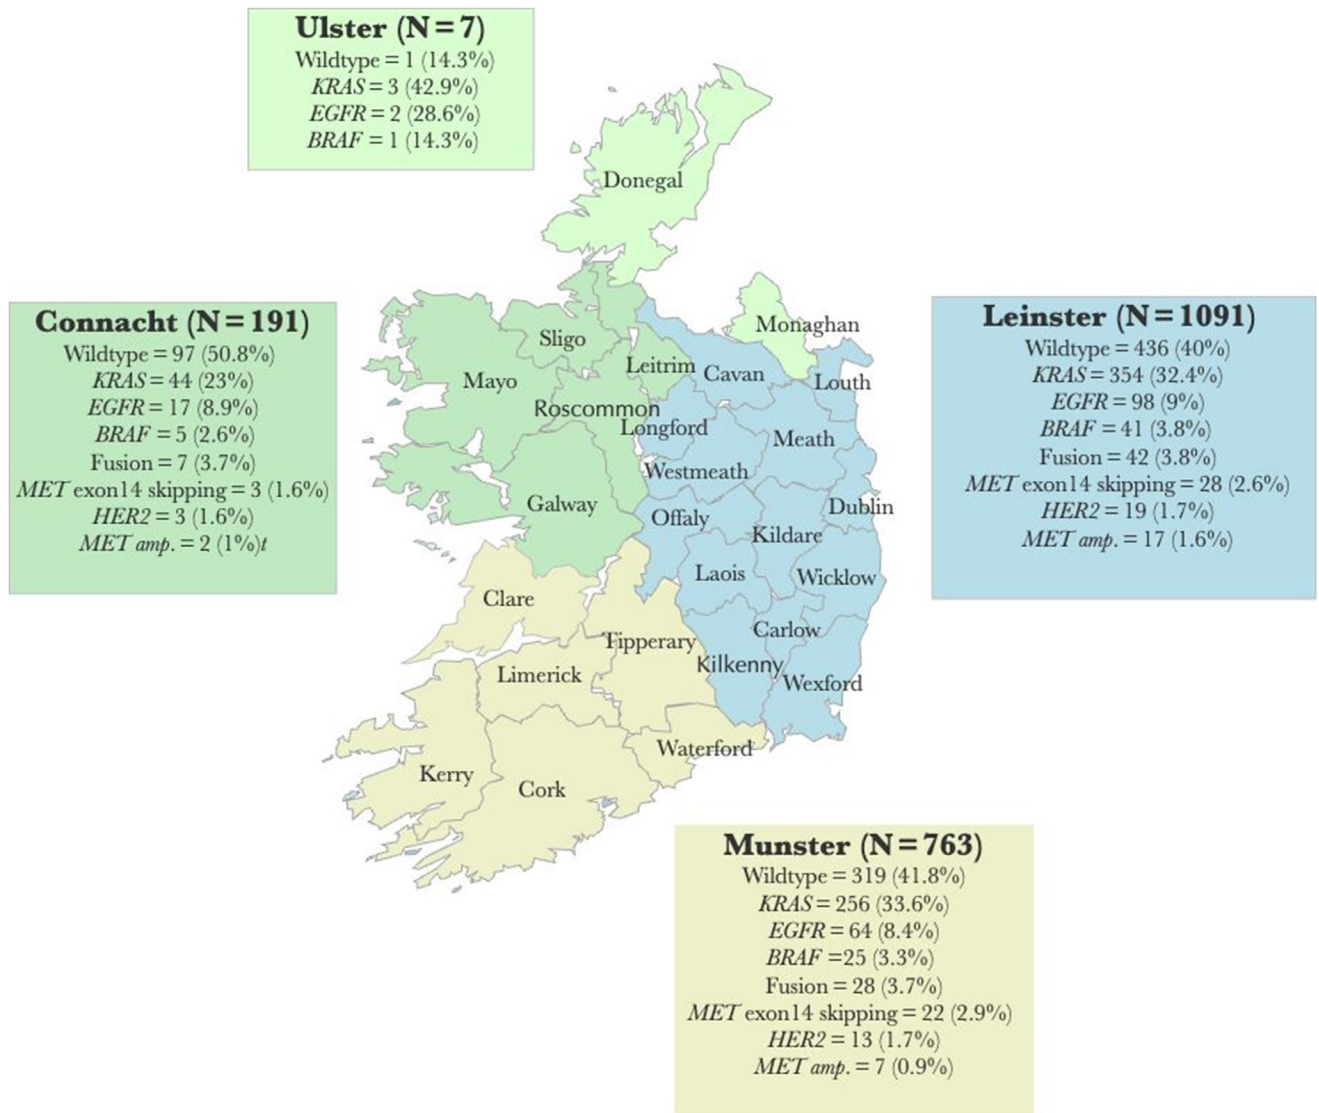 Ulster (N=7)
Wildtype = 1 (14.3%)
KRAS = 3 (42.9%)
EGFR = 2 (28.6%)
BRAF = 1 (14.3%)
Donegal
Monaghan
Connacht (N=191)
Wildtype = 97 (50.8%)
KRAS = 44 (23%)
EGFR = 17 (8.9%)
BRAF = 5 (2.6%)
Fusion = 7 (3.7%)
MET exon14 skipping = 3 (1.6%)
HER2 = 3 (1.6%)
MET amp. = 2 (1%)t
Sligo
Leitrim
Mayo
Roscommon
Galway
Cavan
Louth
Longford
Meath
Westmeath
Dublin
Offaly
Kildare
Laois
Wicklow
Carlow
Kilkenny
Wexford
Leinster (N=1091)
Wildtype = 436 (40%)
KRAS = 354 (32.4%)
EGFR = 98 (9%)
BRAF = 41 (3.8%)
Fusion = 42 (3.8%)
MET exon14 skipping = 28 (2.6%)
HER2 = 19 (1.7%)
MET amp. = 17 (1.6%)
Clare
Tipperary
Limerick
Waterford
Kerry
Cork
Munster (N=763)
Wildtype = 319 (41.8%)
KRAS = 256 (33.6%)
EGFR = 64 (8.4%)
BRAF =25 (3.3%)
Fusion = 28 (3.7%)
MET exon14 skipping = 22 (2.9%)
HER2 = 13 (1.7%)
MET amp. = 7 (0.9%)